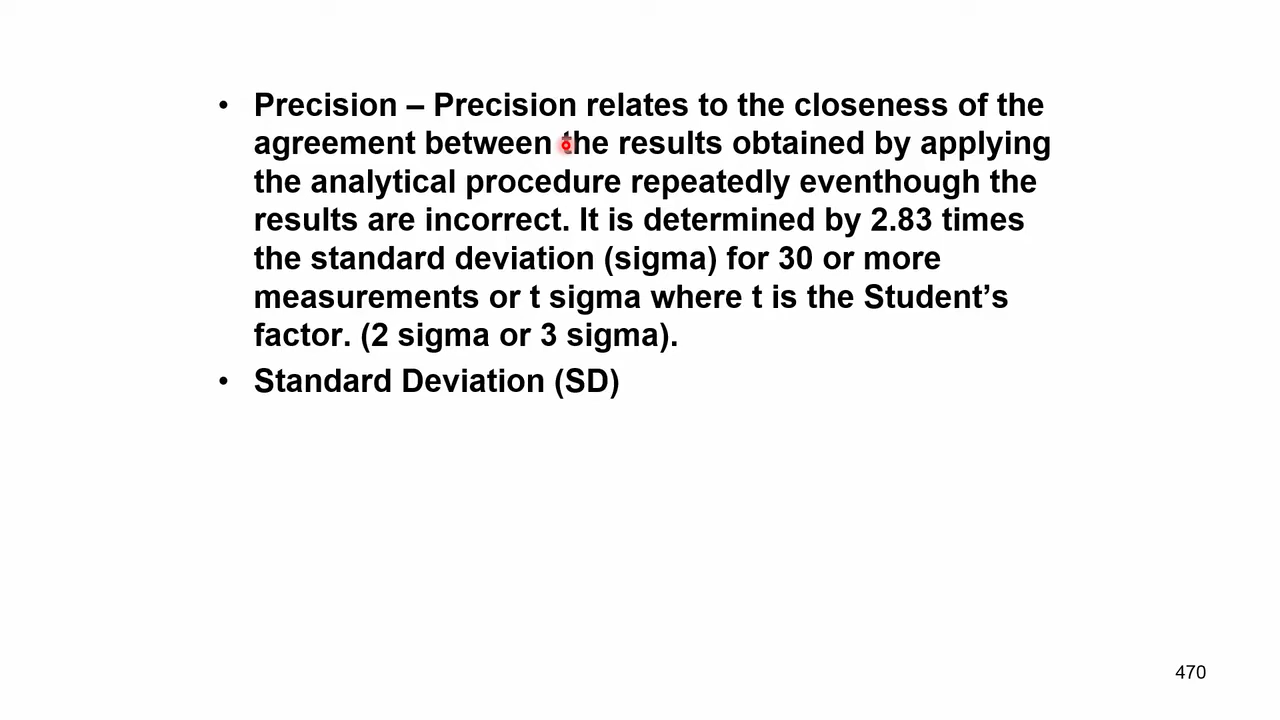 • Precision – Precision relates to the closeness of the
agreement between the results obtained by applying
the analytical procedure repeatedly eventhough the
results are incorrect. It is determined by 2.83 times
the standard deviation (sigma) for 30 or more
measurements or t sigma where t is the Student’s
factor. (2 sigma or 3 sigma).
• Standard Deviation (SD)
470